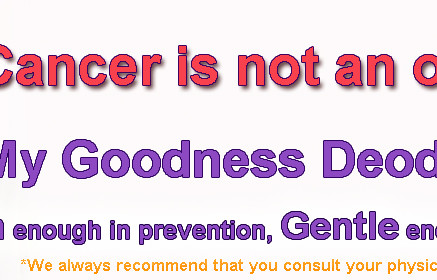 Cancer is not an o
My Goodness Deod
enough in prevention, Gentle en
*We always recommend that you consult your physic